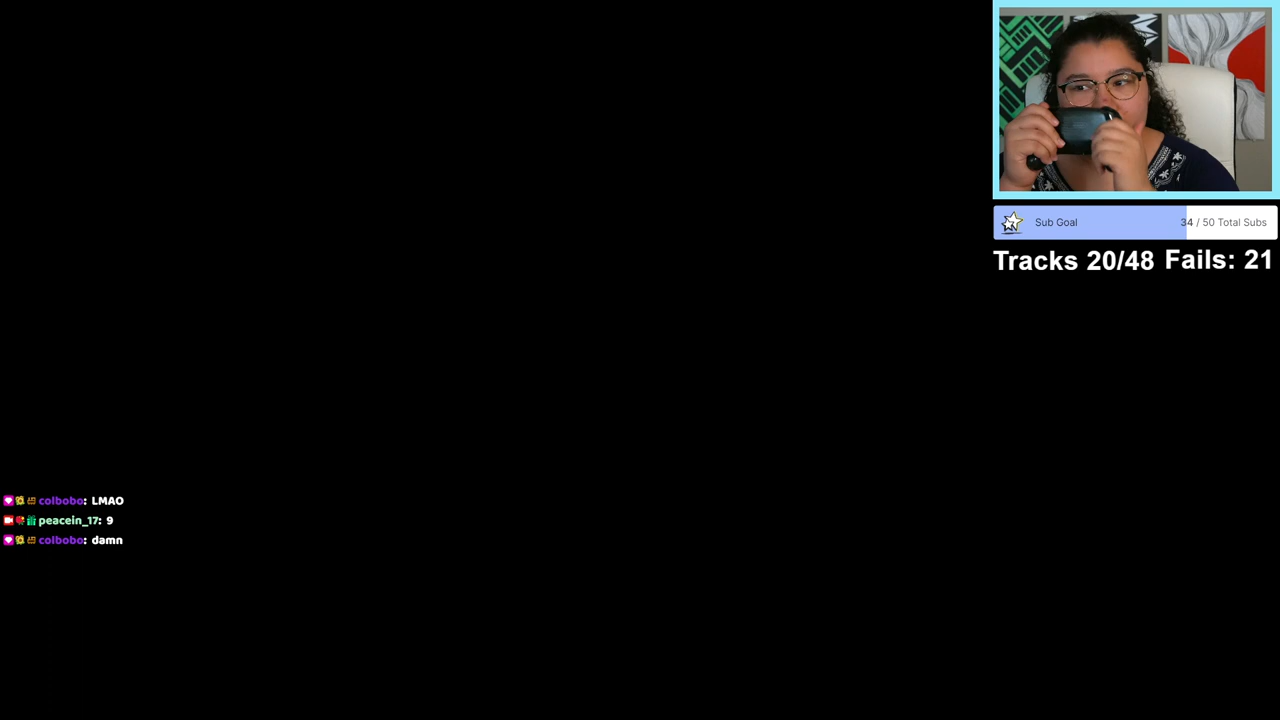 Sub Goal 34 / 50 Total Subs
Tracks 20/48 Fails: 21
colbobo: LMAO
peacein_17: 9
colbobo: damn